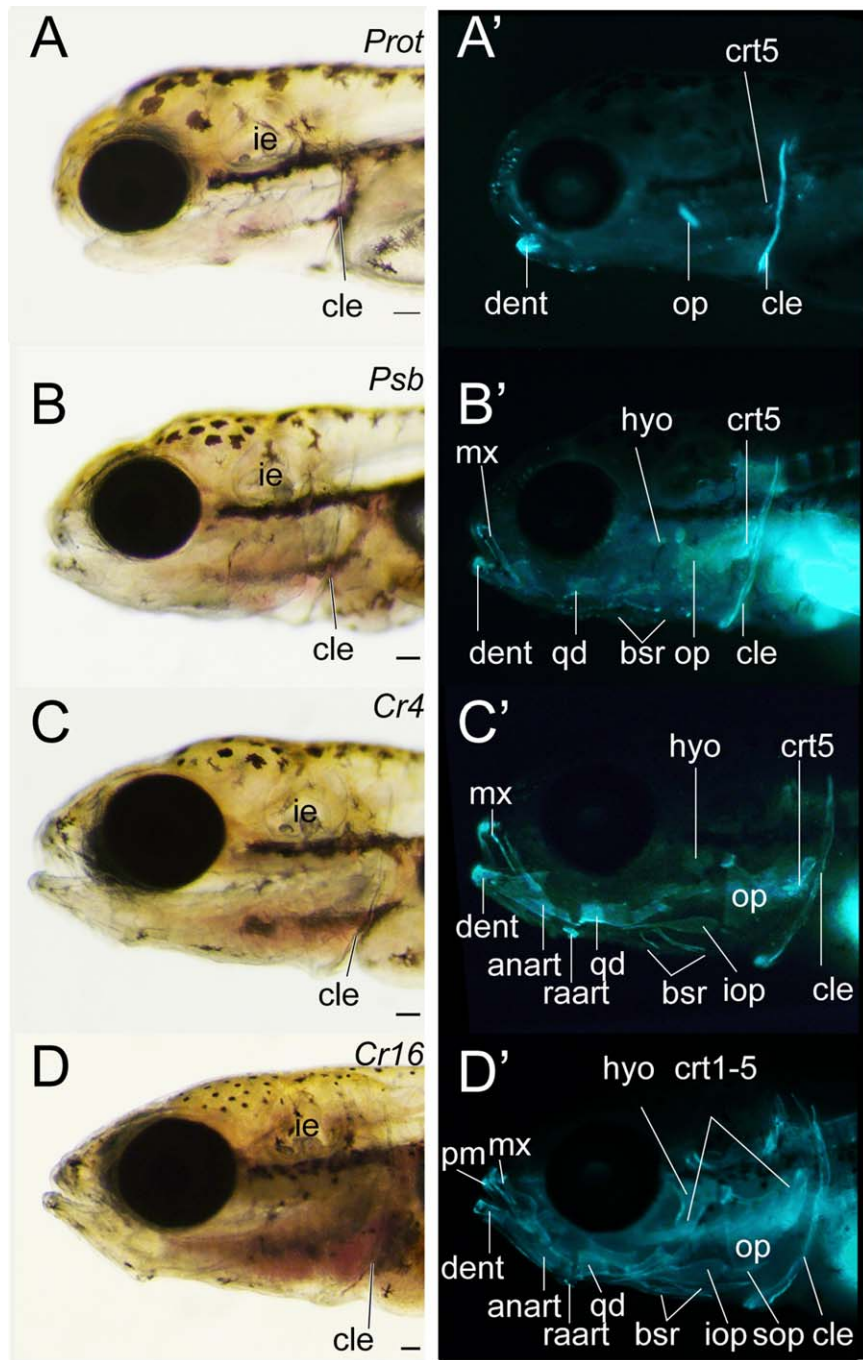 A Prot
ie
cle
A’
crt5
dent op cle
B Psb
ie
cle
B’
hyo crt5
mx
dent qd bsr op cle
C Cr4
ie
cle
C’
hyo crt5
mx
op
dent
anart qd iop
raart bsr cle
D Cr16
ie
cle
D’
hyo crt1-5
pm mx
op
dent
anart qd
raart bsr iop sop cle